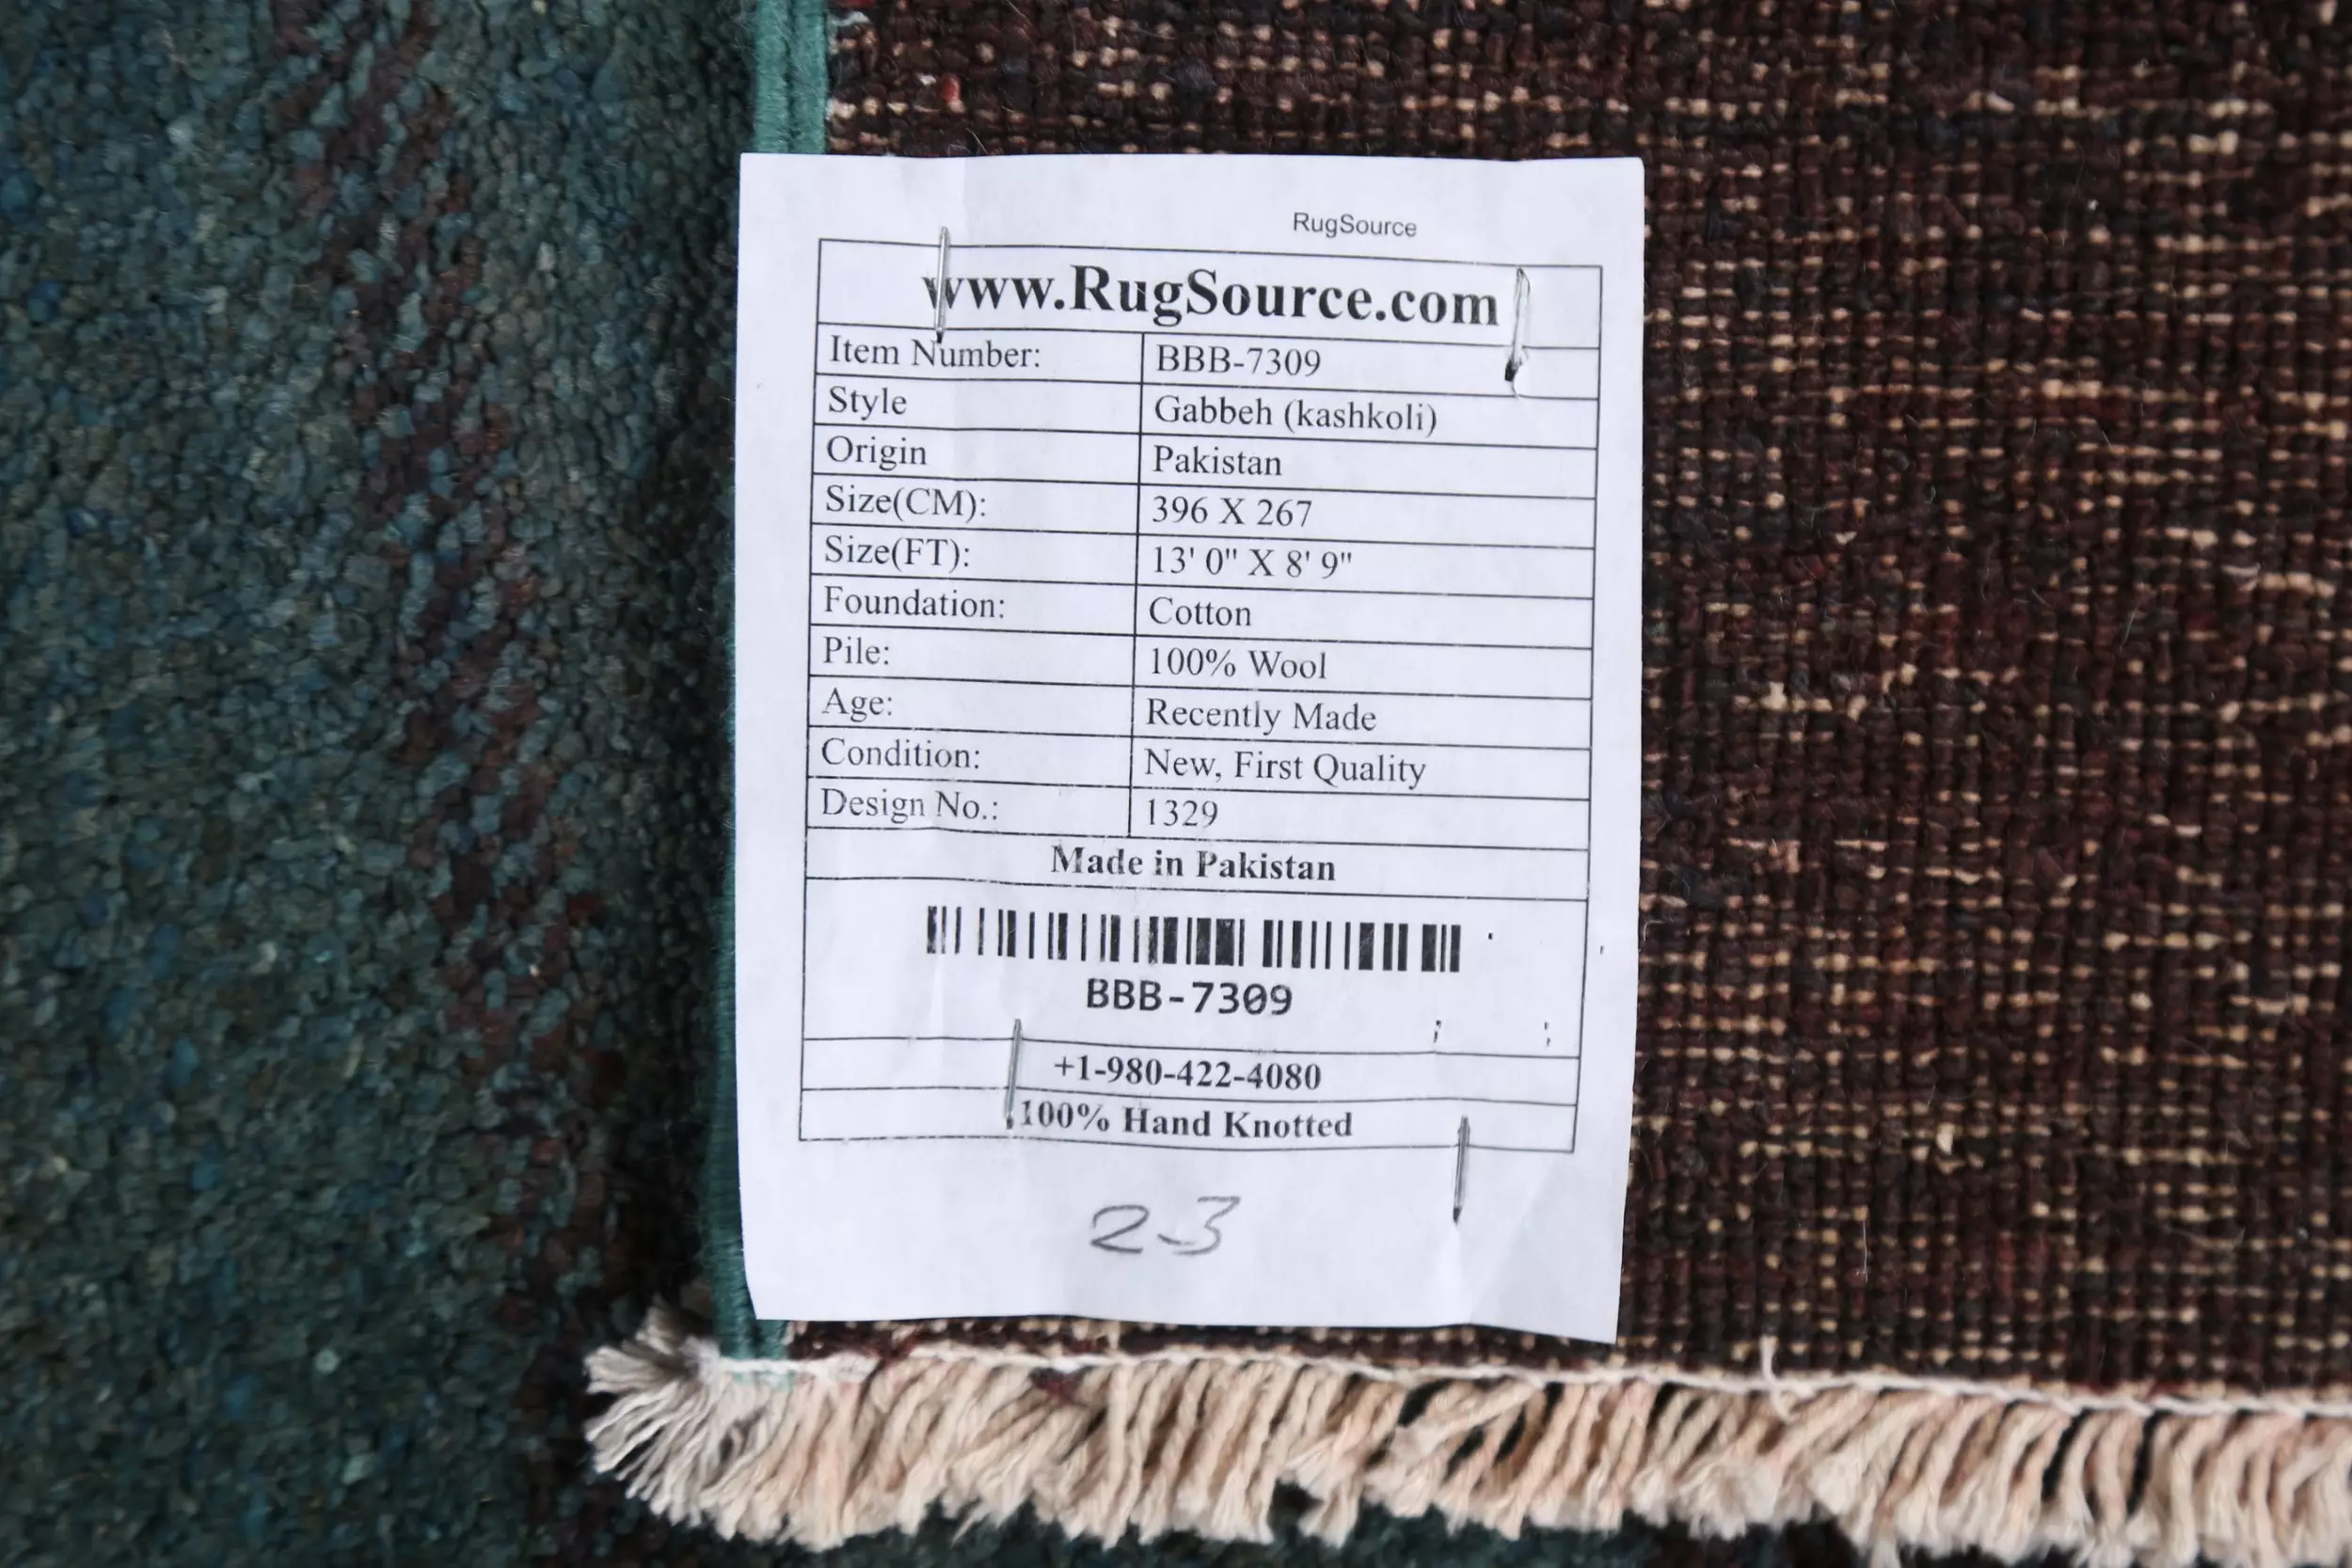 RugSource
www.RugSource.com
Item Number: BBB-7309
Style Gabbeh (kashkoli)
Origin Pakistan
Size(CM): 396 X 267
Size(FT): 13' 0" X 8' 9"
Foundation: Cotton
Pile: 100% Wool
Age: Recently Made
Condition: New, First Quality
Design No.: 1329
Made in Pakistan
BBB-7309
+1-980-422-4080
100% Hand Knotted
23